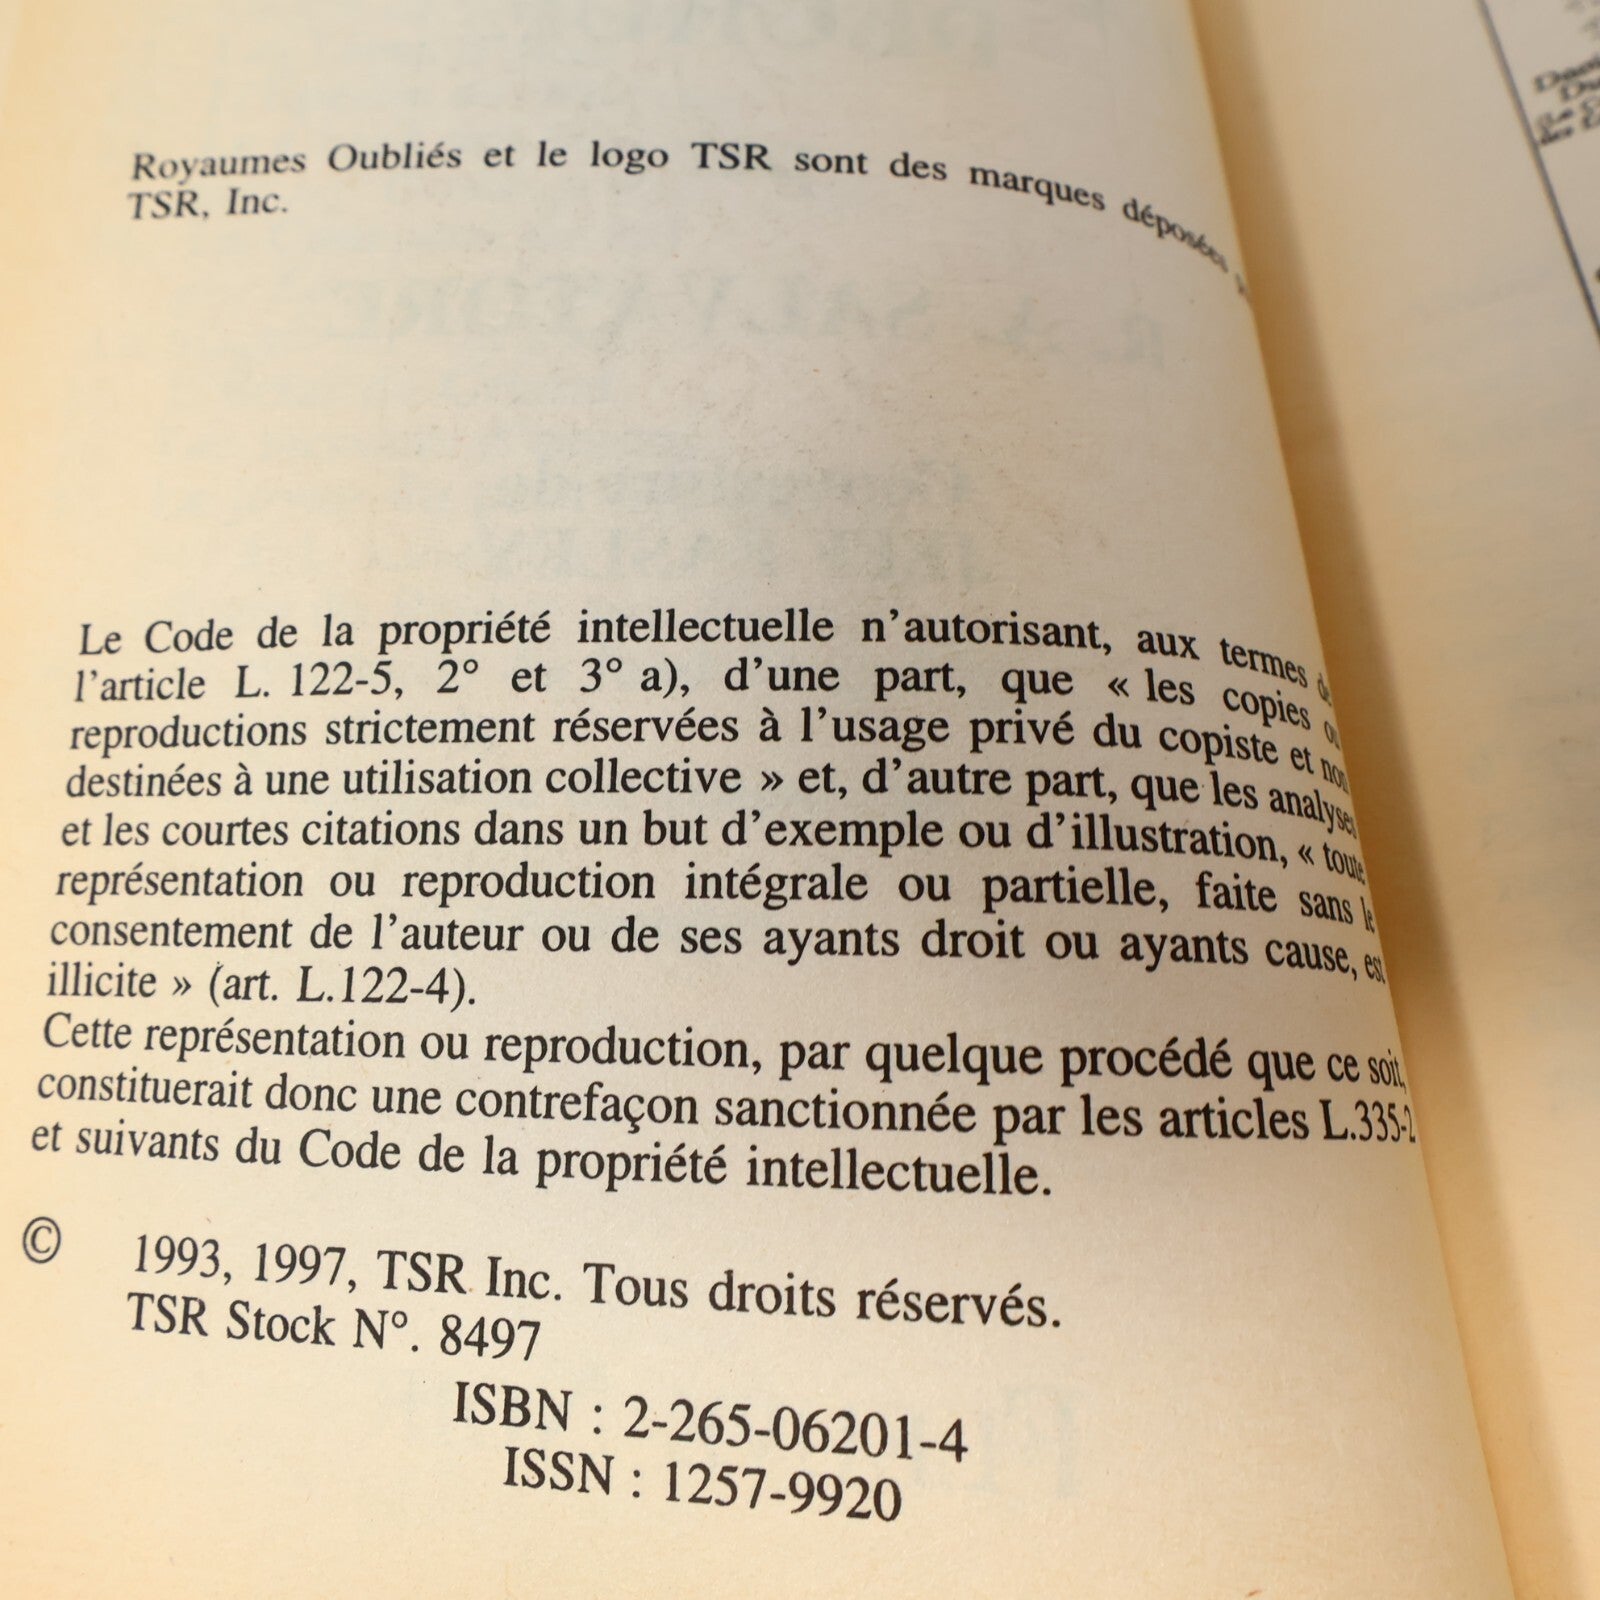 Royaumes Oubliés et le logo TSR sont des marques déposées
TSR, Inc.
Le Code de la propriété intellectuelle n'autorisant, aux termes de
l'article L. 122-5, 2° et 3° a), d'une part, que « les copies ou
reproductions strictement réservées à l'usage privé du copiste et non
destinées à une utilisation collective » et, d'autre part, que les analyses
et les courtes citations dans un but d'exemple ou d'illustration, « toute
représentation ou reproduction intégrale ou partielle, faite sans le
consentement de l'auteur ou de ses ayants droit ou ayants cause, est
illicite » (art. L.122-4).
Cette représentation ou reproduction, par quelque procédé que ce soit,
constituerait donc une contrefaçon sanctionnée par les articles L.335-2
et suivants du Code de la propriété intellectuelle.
© 1993, 1997, TSR Inc. Tous droits réservés.
TSR Stock N°. 8497
ISBN : 2-265-06201-4
ISSN : 1257-9920